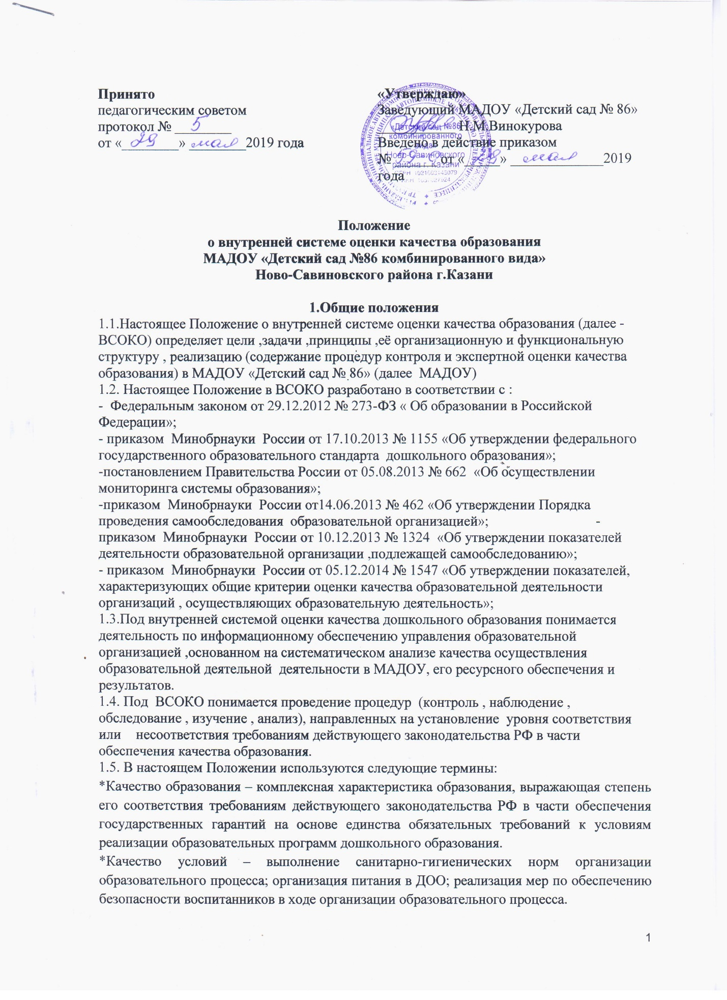 Принято
педагогическим советом
протокол № 5
от «29» мая 2019 года
«Утверждаю»
Заведующий МАДОУ «Детский сад № 86»
Н.М.Винокурова
Введено в действие приказом
№ от « » мая 2019
года
«Детский сад №86
комбинированного
вида»
Ново-Савиновского
района г. Казани
Положение
о внутренней системе оценки качества образования
МАДОУ «Детский сад №86 комбинированного вида»
Ново-Савиновского района г.Казани
1.Общие положения
1.1.Настоящее Положение о внутренней системе оценки качества образования (далее -
ВСОКО) определяет цели ,задачи ,принципы ,её организационную и функциональную
структуру , реализацию (содержание процедур контроля и экспертной оценки качества
образования) в МАДОУ «Детский сад № 86» (далее  МАДОУ)
1.2. Настоящее Положение в ВСОКО разработано в соответствии с :
-  Федеральным законом от 29.12.2012 № 273-ФЗ « Об образовании в Российской
Федерации»;
- приказом  Минобрнауки  России от 17.10.2013 № 1155 «Об утверждении федерального
государственного образовательного стандарта  дошкольного образования»;
-постановлением Правительства России от 05.08.2013 № 662  «Об осуществлении
мониторинга системы образования»;
-приказом  Минобрнауки  России от14.06.2013 № 462 «Об утверждении Порядка
проведения самообследования  образовательной организацией»; -
приказом  Минобрнауки  России от 10.12.2013 № 1324  «Об утверждении показателей
деятельности образовательной организации ,подлежащей самообследованию»;
- приказом  Минобрнауки  России от 05.12.2014 № 1547 «Об утверждении показателей,
характеризующих общие критерии оценки качества образовательной деятельности
организаций , осуществляющих образовательную деятельность»;
1.3.Под внутренней системой оценки качества дошкольного образования понимается
деятельность по информационному обеспечению управления образовательной
организацией ,основанном на систематическом анализе качества осуществления
образовательной деятельной  деятельности в МАДОУ, его ресурсного обеспечения и
результатов.
1.4. Под  ВСОКО понимается проведение процедур  (контроль , наблюдение ,
обследование , изучение , анализ), направленных на установление  уровня соответствия
или    несоответствия требованиям действующего законодательства РФ в части
обеспечения качества образования.
1.5. В настоящем Положении используются следующие термины:
*Качество образования – комплексная характеристика образования, выражающая степень
его соответствия требованиям действующего законодательства РФ в части обеспечения
государственных гарантий на основе единства обязательных требований к условиям
реализации образовательных программ дошкольного образования.
*Качество условий – выполнение санитарно-гигиенических норм организации
образовательного процесса; организация питания в ДОО; реализация мер по обеспечению
безопасности воспитанников в ходе организации образовательного процесса.
1